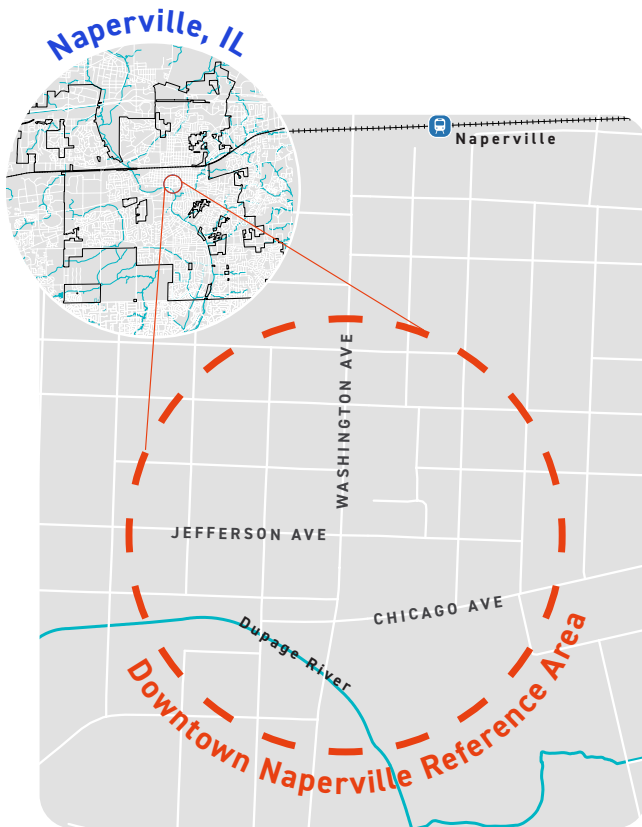 Naperville, IL
Naperville
WASHINGTON AVE
JEFFERSON AVE
CHICAGO AVE
Dupage River
Downtown Naperville Reference Area